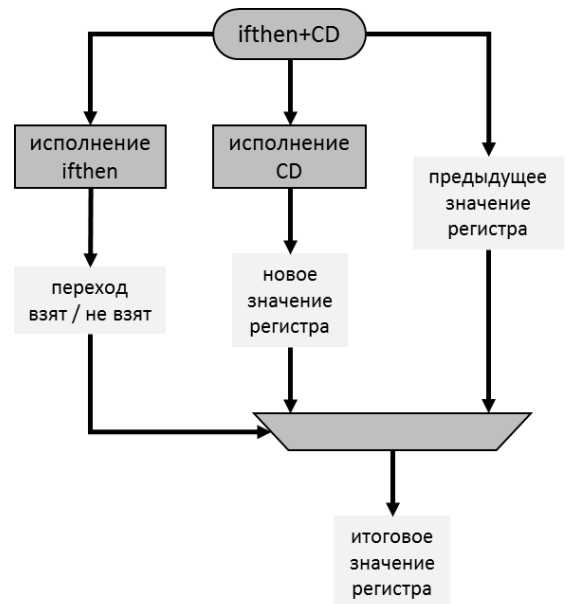 ifthen+CD
исполнение
ifthen
исполнение
CD
предыдущее
значение
регистра
переход
взят / не взят
новое
значение
регистра
итоговое
значение
регистра